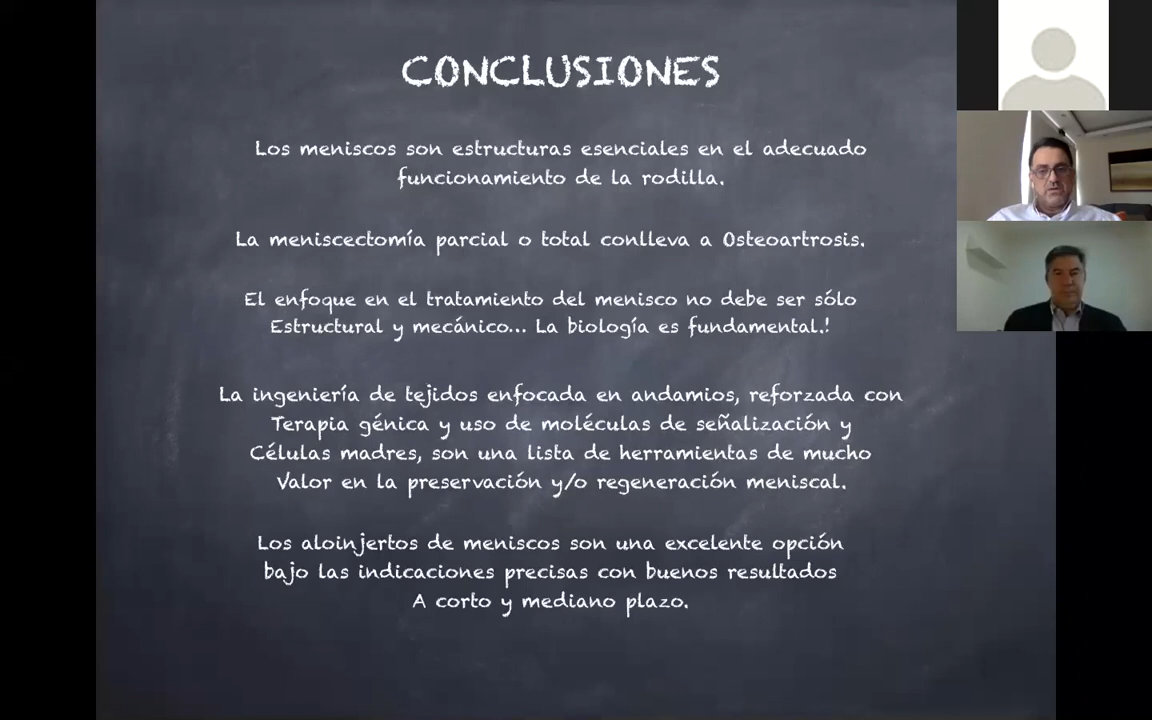 CONCLUSIONES
Los meniscos son estructuras esenciales en el adecuado
funcionamiento de la rodilla.
La meniscectomía parcial o total conlleva a Osteoartrosis.
El enfoque en el tratamiento del menisco no debe ser sólo
Estructural y mecánico... La biología es fundamental.!
La ingeniería de tejidos enfocada en andamios, reforzada con
Terapia génica y uso de moléculas de señalización y
Células madres, son una lista de herramientas de mucho
Valor en la preservación y/o regeneración meniscal.
Los aloinjertos de meniscos son una excelente opción
bajo las indicaciones precisas con buenos resultados
A corto y mediano plazo.